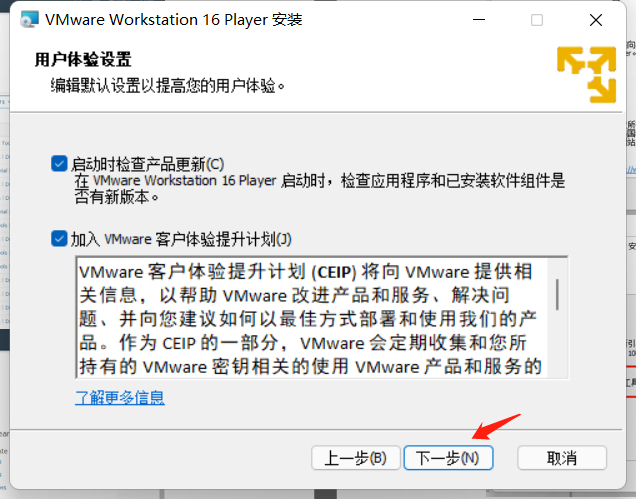 VMware Workstation 16 Player 安装
用户体验设置
编辑默认设置以提高您的用户体验。
启动时检查产品更新(C)
在 VMware Workstation 16 Player 启动时，检查应用程序和已安装软件组件是
否有新版本。
加入 VMware 客户体验提升计划(J)
VMware 客户体验提升计划 (CEIP) 将向 VMware 提供相
关信息，以帮助 VMware 改进产品和服务、解决问
题、并向您建议如何以最佳方式部署和使用我们的产
品。作为 CEIP 的一部分，VMware 会定期收集和您所
持有的 VMware 密钥相关的使用 VMware 产品和服务的
了解更多信息
上一步(B)
下一步(N)
取消